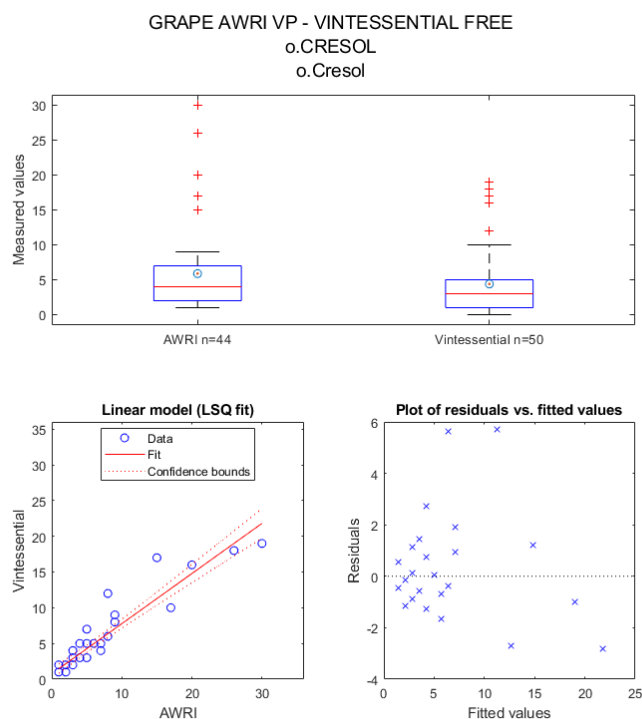 GRAPE AWRI VP - VINTESSENTIAL FREE
o.CRESOL
o.Cresol
Measured values
30
25
20
15
10
5
0
AWRI n=44
Vintessential n=50
Linear model (LSQ fit)
Vintessential
35
30
25
20
15
10
5
0
Data
Fit
Confidence bounds
0 10 20 30
AWRI
Plot of residuals vs. fitted values
Residuals
6
4
2
0
-2
-4
0 5 10 15 20 25
Fitted values